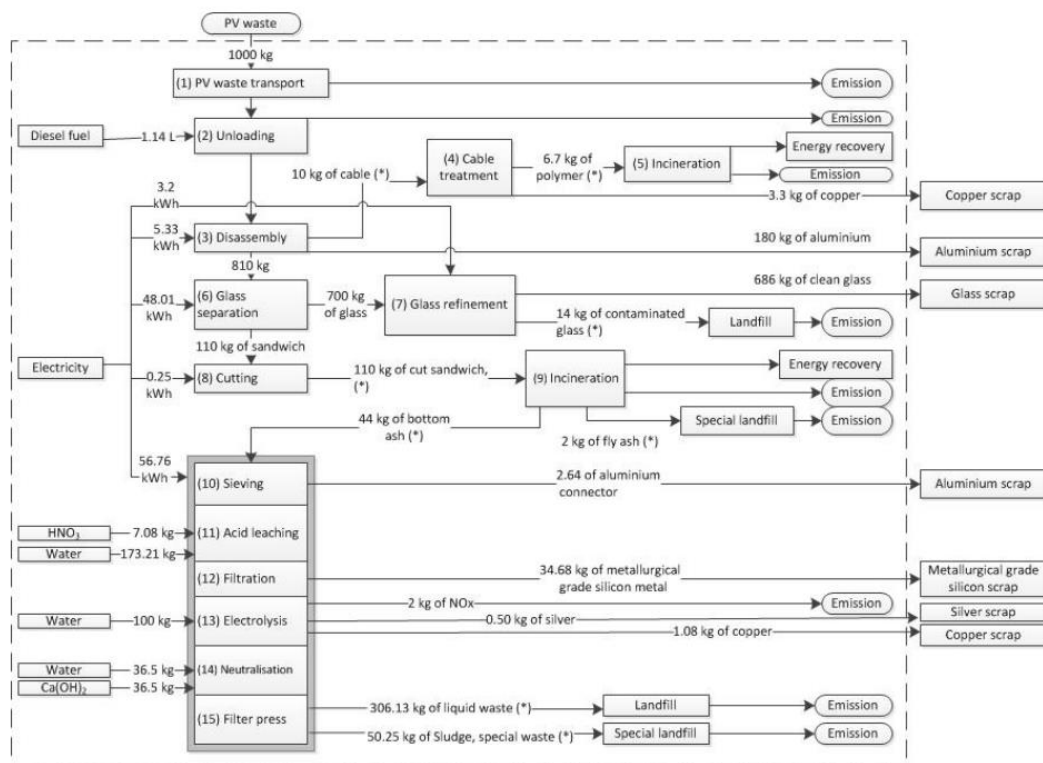 PV waste
1000 kg
(1) PV waste transport
Emission
Diesel fuel
1.14 L
(2) Unloading
Emission
10 kg of cable (*)
(4) Cable
treatment
6.7 kg of
polymer (*)
(5) Incineration
Energy recovery
Emission
3.3 kg of copper
Copper scrap
3.2
kWh
5.33
kWh
(3) Disassembly
180 kg of aluminium
Aluminium scrap
810 kg
48.01
kWh
(6) Glass
separation
700 kg
of glass
(7) Glass refinement
686 kg of clean glass
Glass scrap
14 kg of contaminated
glass (*)
Landfill
Emission
110 kg of sandwich
Electricity
0.25
kWh
(8) Cutting
110 kg of cut sandwich,
(*)
(9) Incineration
Energy recovery
Emission
44 kg of bottom
ash (*)
2 kg of fly ash (*)
Special landfill
Emission
56.76
kWh
(10) Sieving
2.64 of aluminium
connector
Aluminium scrap
HNO₃
7.08 kg
(11) Acid leaching
Water
173.21 kg
(12) Filtration
34.68 kg of metallurgical
grade silicon metal
Metallurgical grade
silicon scrap
2 kg of NOx
Emission
Water
100 kg
(13) Electrolysis
0.50 kg of silver
Silver scrap
1.08 kg of copper
Copper scrap
Water
36.5 kg
(14) Neutralisation
Ca(OH)₂
36.5 kg
(15) Filter press
306.13 kg of liquid waste (*)
Landfill
Emission
50.25 kg of Sludge, special waste (*)
Special landfill
Emission